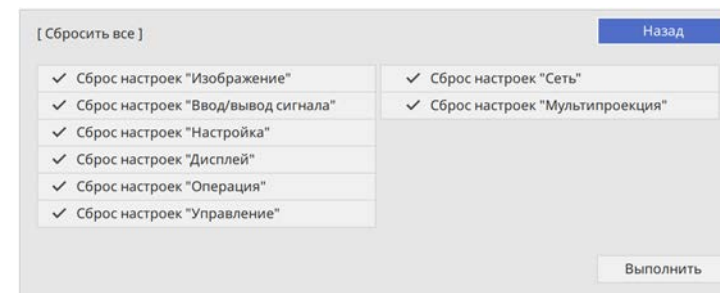 [ Сбросить все ]
Назад
Сброс настроек "Изображение"
Сброс настроек "Ввод/вывод сигнала"
Сброс настроек "Настройка"
Сброс настроек "Дисплей"
Сброс настроек "Операция"
Сброс настроек "Управление"
Сброс настроек "Сеть"
Сброс настроек "Мультипроекция"
Выполнить